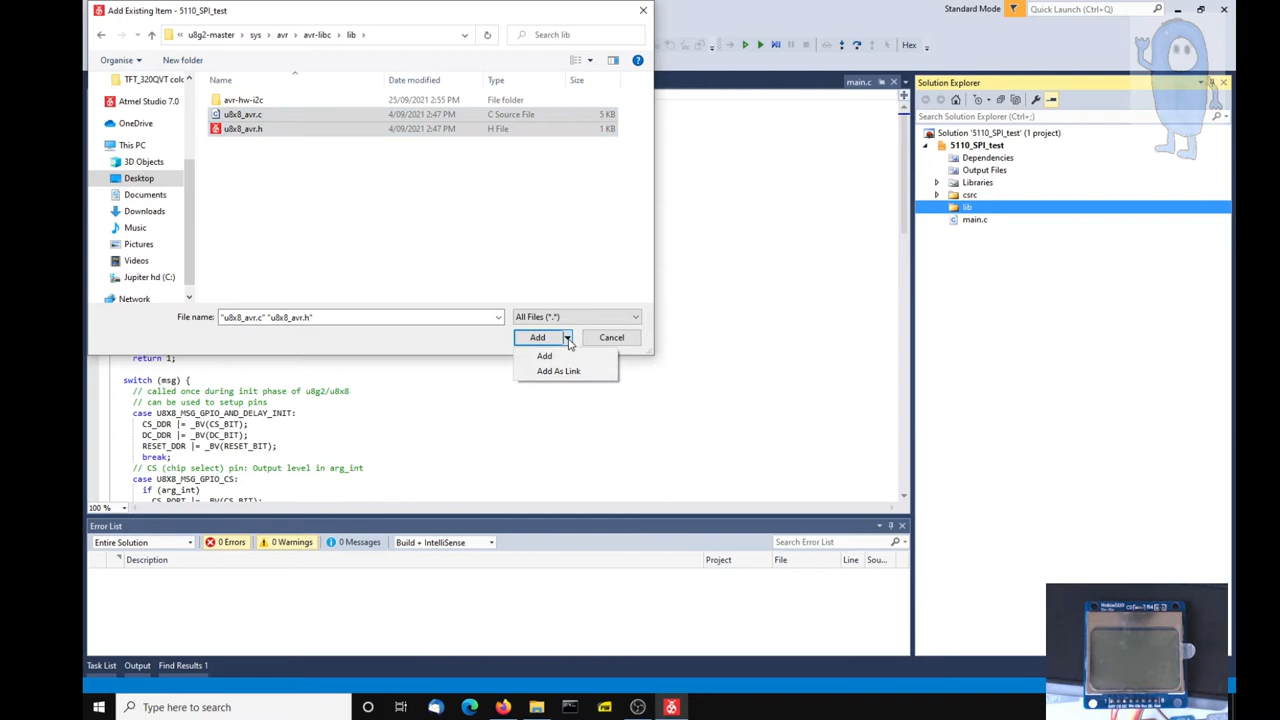 Add Existing Item - 5110_SPI_test
Standard Mode
Quick Launch (Ctrl+;)
« u8g2-master › sys › avr › avr-libc › lib ›
Search lib
Hex
Organise
New folder
main.c
Solution Explorer
Search Solution Explorer (Ctrl+;)
TFT_320QVT colo
Atmel Studio 7.0
OneDrive
This PC
3D Objects
Desktop
Documents
Downloads
Music
Pictures
Videos
Jupiter hd (C:)
Network
Name Date modified Type Size
avr-hw-i2c 25/09/2021 2:55 PM File folder
u8x8_avr.c 4/09/2021 2:47 PM C Source File 5 KB
u8x8_avr.h 4/09/2021 2:47 PM H File 1 KB
Solution '5110_SPI_test' (1 project)
5110_SPI_test
Dependencies
Output Files
Libraries
csrc
lib
main.c
File name: "u8x8_avr.c" "u8x8_avr.h"
All Files (*.*)
Add
Cancel
Add
Add As Link
return 1;
switch (msg) {
// called once during init phase of u8g2/u8x8
// can be used to setup pins
case U8X8_MSG_GPIO_AND_DELAY_INIT:
CS_DDR |= _BV(CS_BIT);
DC_DDR |= _BV(DC_BIT);
RESET_DDR |= _BV(RESET_BIT);
break;
// CS (chip select) pin: Output level in arg_int
case U8X8_MSG_GPIO_CS:
if (arg_int)
CS_PORT |= _BV(CS_BIT);
100 %
Error List
Entire Solution
0 Errors
0 Warnings
0 Messages
Build + IntelliSense
Search Error List
Description Project File Line Sou...
Task List Output Find Results 1
Type here to search